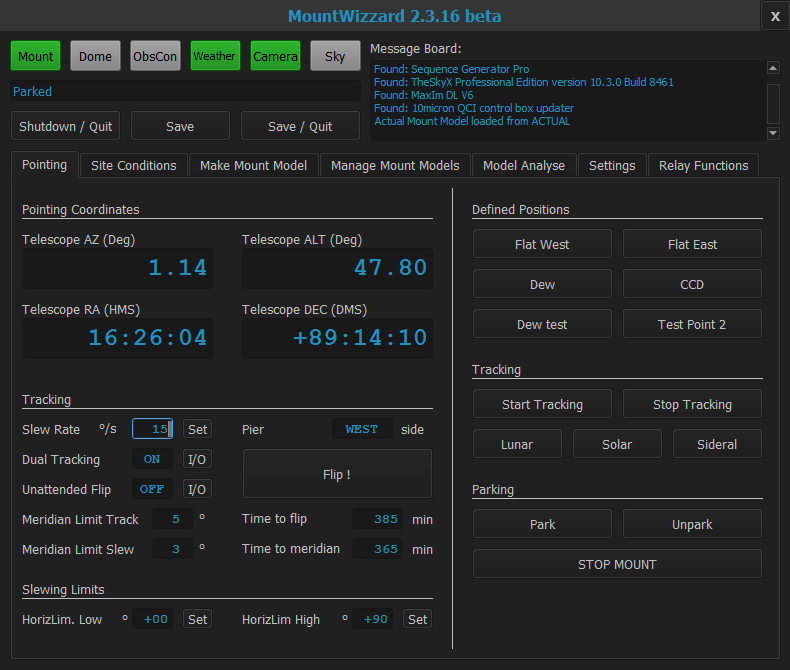 MountWizzard 2.3.16 beta
X
Mount Dome ObsCon Weather Camera Sky
Message Board:
Found: Sequence Generator Pro
Found: TheSkyX Professional Edition version 10.3.0 Build 8461
Found: MaxIm DL V6
Found: 10micron QCI control box updater
Actual Mount Model loaded from ACTUAL
Parked
Shutdown / Quit Save Save / Quit
Pointing Site Conditions Make Mount Model Manage Mount Models Model Analyse Settings Relay Functions
Pointing Coordinates
Telescope AZ (Deg) Telescope ALT (Deg)
1.14 47.80
Telescope RA (HMS) Telescope DEC (DMS)
16:26:04 +89:14:10
Tracking
Slew Rate °/s 15 Set Pier WEST side
Dual Tracking ON I/O
Unattended Flip OFF I/O
Flip !
Meridian Limit Track 5 ° Time to flip 385 min
Meridian Limit Slew 3 ° Time to meridian 365 min
Slewing Limits
HorizLim. Low ° +00 Set HorizLim High ° +90 Set
Defined Positions
Flat West Flat East
Dew CCD
Dew test Test Point 2
Tracking
Start Tracking Stop Tracking
Lunar Solar Sideral
Parking
Park Unpark
STOP MOUNT